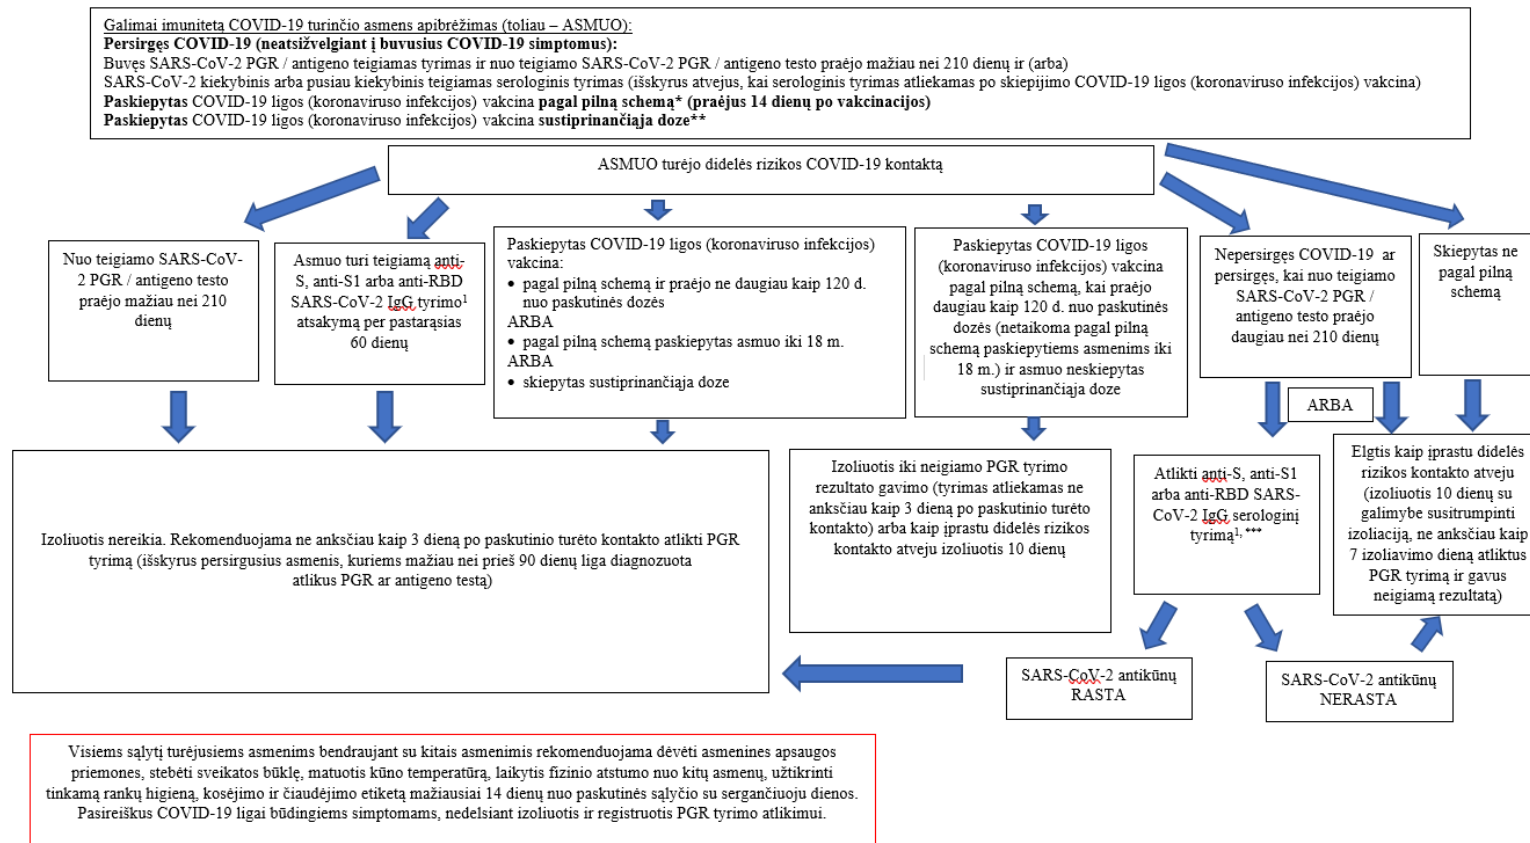 Galimai imunitetą COVID-19 turinčio asmens apibrėžimas (toliau – ASMUO):
Persirgęs COVID-19 (neatsižvelgiant į buvusius COVID-19 simptomus):
Buvęs SARS-CoV-2 PGR / antigeno teigiamas tyrimas ir nuo teigiamo SARS-CoV-2 PGR / antigeno testo praėjo mažiau nei 210 dienų ir (arba)
SARS-CoV-2 kiekybinis arba pusiau kiekybinis teigiamas serologinis tyrimas (išskyrus atvejus, kai serologinis tyrimas atliekamas po skiepijimo COVID-19 ligos (koronaviruso infekcijos) vakcina)
Paskiepytas COVID-19 ligos (koronaviruso infekcijos) vakcina pagal pilną schemą* (praėjus 14 dienų po vakcinacijos)
Paskiepytas COVID-19 ligos (koronaviruso infekcijos) vakcina sustiprinančiąja doze**
ASMUO turėjo didelės rizikos COVID-19 kontaktą
Nuo teigiamo SARS-CoV-
2 PGR / antigeno testo
praėjo mažiau nei 210
dienų
Asmuo turi teigiamą anti-
S, anti-S1 arba anti-RBD
SARS-CoV-2 IgG tyrimo¹
atsakymą per pastarąsias
60 dienų
Paskiepytas COVID-19 ligos (koronaviruso infekcijos)
vakcina:
• pagal pilną schemą ir praėjo ne daugiau kaip 120 d.
nuo paskutinės dozės
ARBA
• pagal pilną schemą paskiepytas asmuo iki 18 m.
ARBA
• skiepytas sustiprinančiąja doze
Paskiepytas COVID-19 ligos
(koronaviruso infekcijos) vakcina
pagal pilną schemą, kai praėjo
daugiau kaip 120 d. nuo paskutinės
dozės (netaikoma pagal pilną
schemą paskiepytiems asmenims iki
18 m.) ir asmuo neskiepytas
sustiprinančiąja doze
Nepersirgęs COVID-19 ar
persirgęs, kai nuo teigiamo
SARS-CoV-2 PGR /
antigeno testo praėjo
daugiau nei 210 dienų
Skiepytas ne
pagal pilną
schemą
ARBA
Izoliuotis nereikia. Rekomenduojama ne anksčiau kaip 3 dieną po paskutinio turėto kontakto atlikti PGR
tyrimą (išskyrus persirgusius asmenis, kuriems mažiau nei prieš 90 dienų liga diagnozuota
atlikus PGR ar antigeno testą)
Izoliuotis iki neigiamo PGR tyrimo
rezultato gavimo (tyrimas atliekamas ne
anksčiau kaip 3 dieną po paskutinio turėto
kontakto) arba kaip įprastu didelės rizikos
kontakto atveju izoliuotis 10 dienų
Atlikti anti-S, anti-S1
arba anti-RBD SARS-
CoV-2 IgG serologinį
tyrimą¹, ***
Elgtis kaip įprastu didelės
rizikos kontakto atveju
(izoliuotis 10 dienų su
galimybe susitrumpinti
izoliaciją, ne anksčiau kaip
7 izoliavimo dieną atliktus
PGR tyrimą ir gavus
neigiamą rezultatą)
SARS-CoV-2 antikūnų
RASTA
SARS-CoV-2 antikūnų
NERASTA
Visiems sąlytį turėjusiems asmenims bendraujant su kitais asmenimis rekomenduojama dėvėti asmenines apsaugos
priemones, stebėti sveikatos būklę, matuotis kūno temperatūrą, laikytis fizinio atstumo nuo kitų asmenų, užtikrinti
tinkamą rankų higieną, kosėjimo ir čiaudėjimo etiketą mažiausiai 14 dienų nuo paskutinės sąlyčio su sergančiuoju dienos.
Pasireiškus COVID-19 ligai būdingiems simptomams, nedelsiant izoliuotis ir registruotis PGR tyrimo atlikimui.